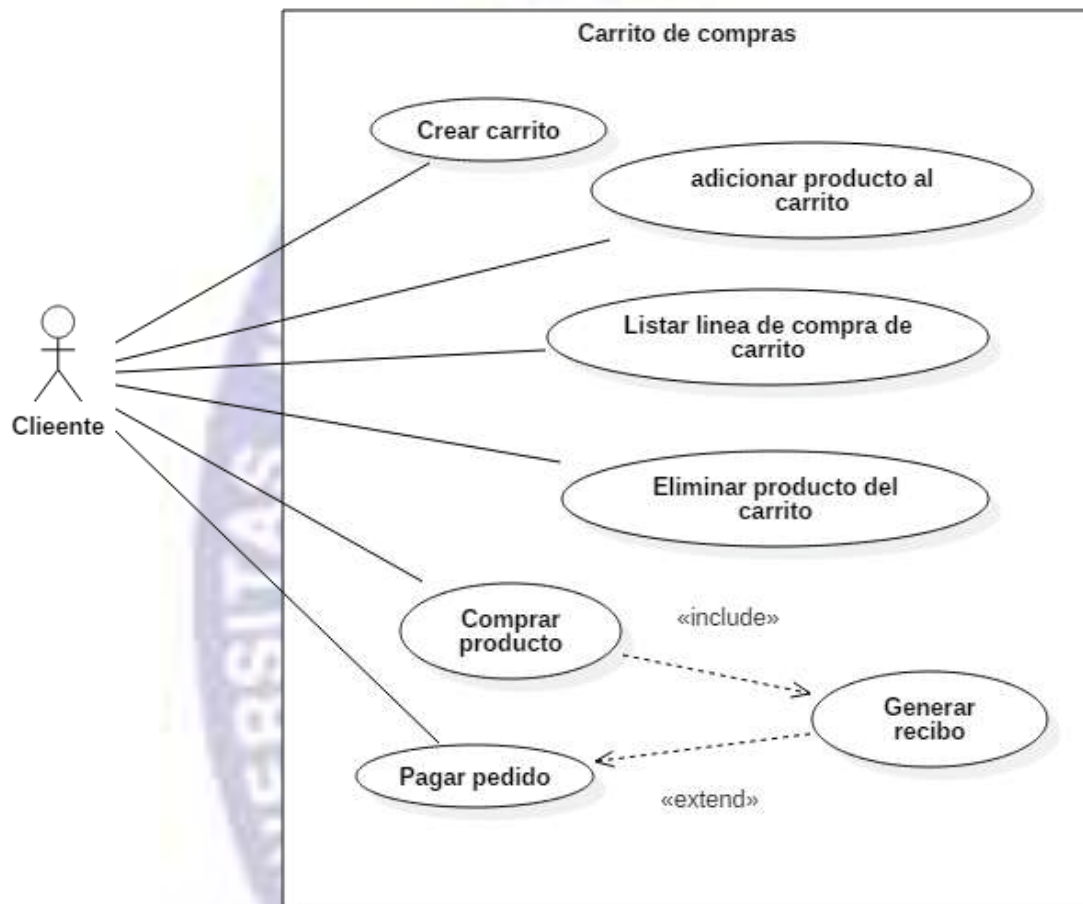 Carrito de compras
Crear carrito
adicionar producto al
carrito
Listar linea de compra de
carrito
Clieente
Eliminar producto del
carrito
Comprar
producto
«include»
Generar
recibo
Pagar pedido
«extend»